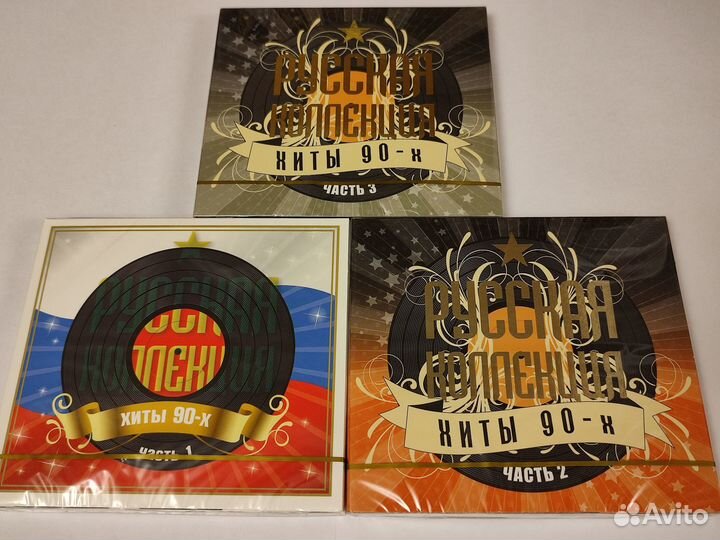 РУССКАЯ
КОЛЛЕКЦИЯ
ХИТЫ 90-х
ЧАСТЬ 3
РУССКАЯ
КОЛЛЕКЦИЯ
ХИТЫ 90-х
ЧАСТЬ 1
РУССКАЯ
КОЛЛЕКЦИЯ
ХИТЫ 90-х
ЧАСТЬ 2
Avito